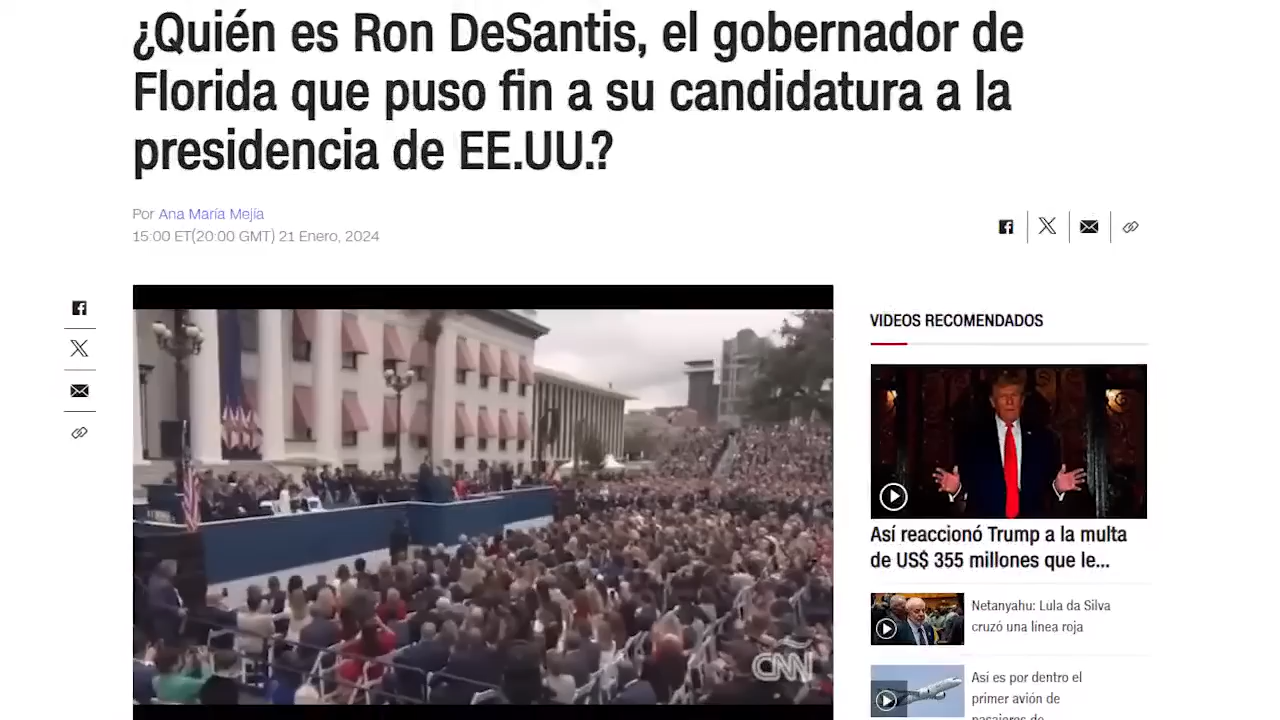 ¿Quién es Ron DeSantis, el gobernador de
Florida que puso fin a su candidatura a la
presidencia de EE.UU.?
Por Ana María Mejía
15:00 ET(20:00 GMT) 21 Enero, 2024
CNN
VIDEOS RECOMENDADOS
Así reaccionó Trump a la multa
de US$ 355 millones que le...
Netanyahu: Lula da Silva
cruzó una línea roja
Así es por dentro el
primer avión de
pasajeros de